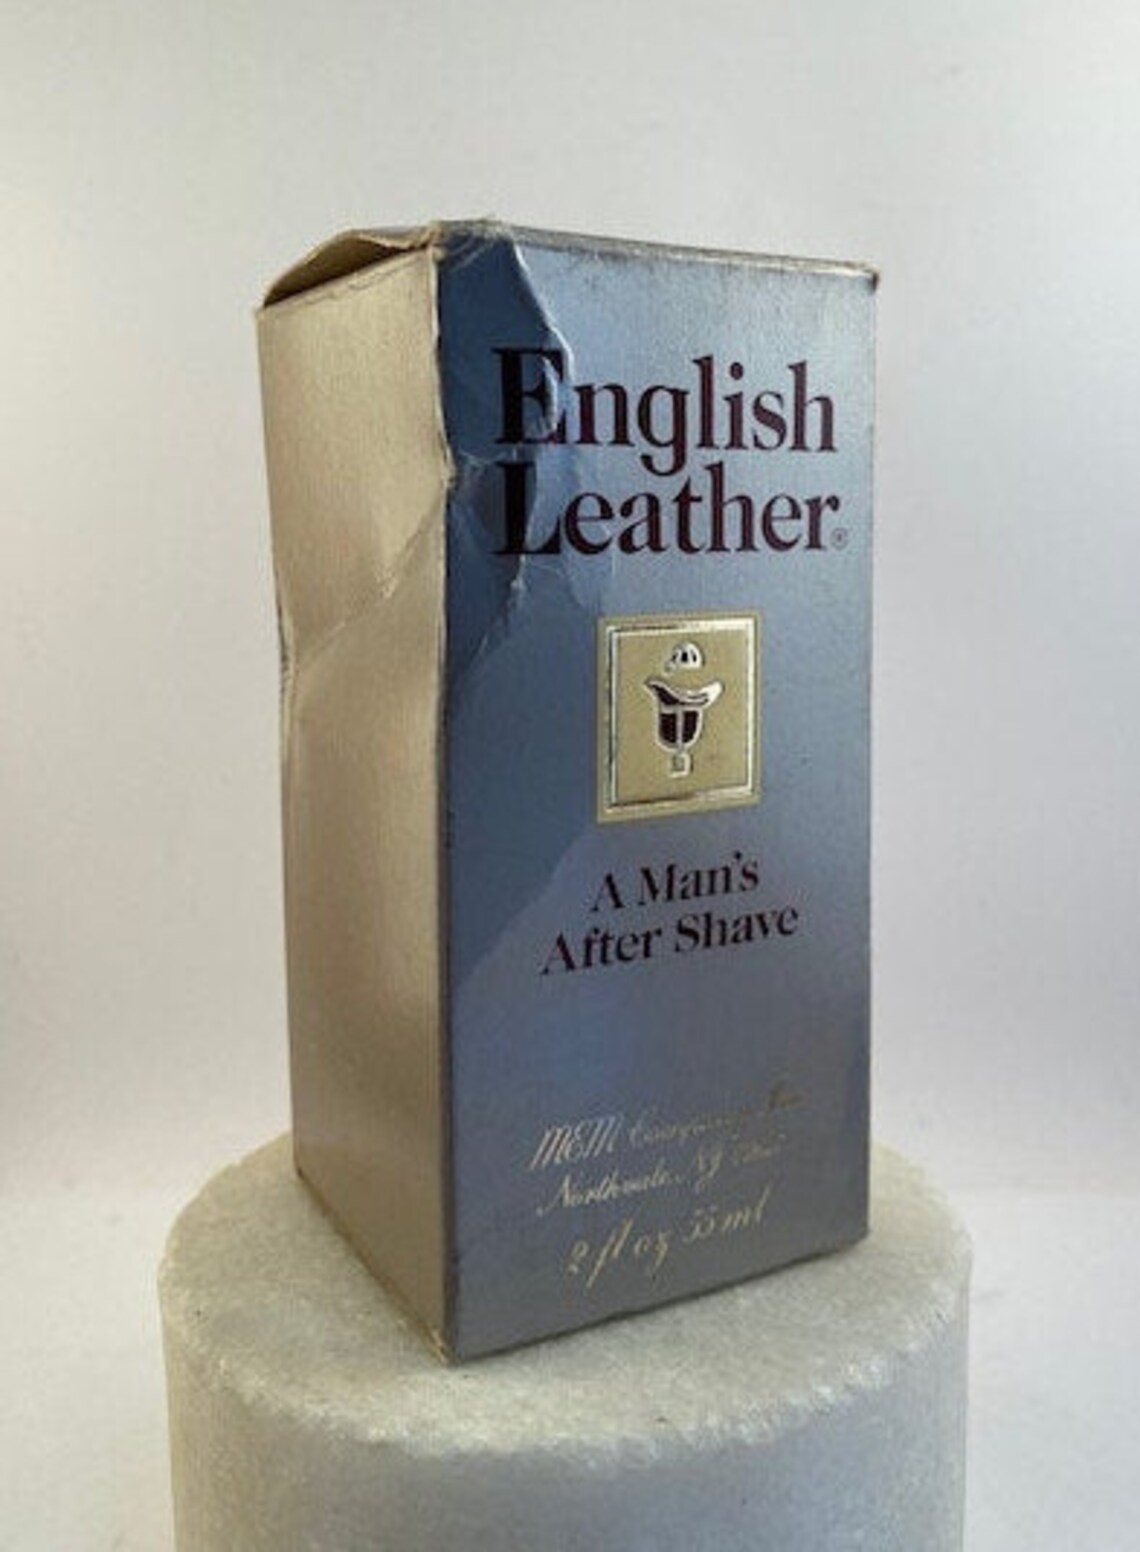 English
Leather®
A Man's
After Shave
MEM Company, Inc.
Northvale, NJ
2 fl oz 55 ml